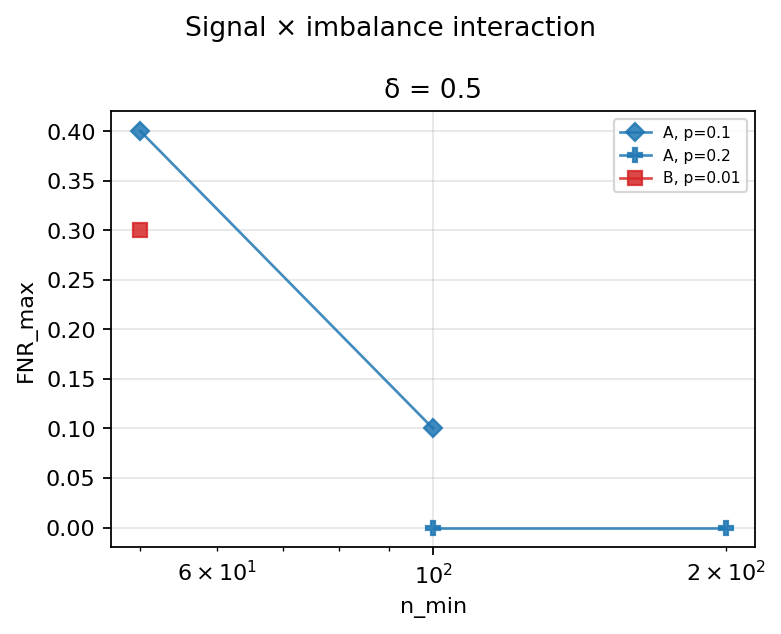 Signal × imbalance interaction
δ = 0.5
A, p=0.1
A, p=0.2
B, p=0.01
FNR_max
0.40
0.35
0.30
0.25
0.20
0.15
0.10
0.05
0.00
6 × 10¹
10²
2 × 10²
n_min